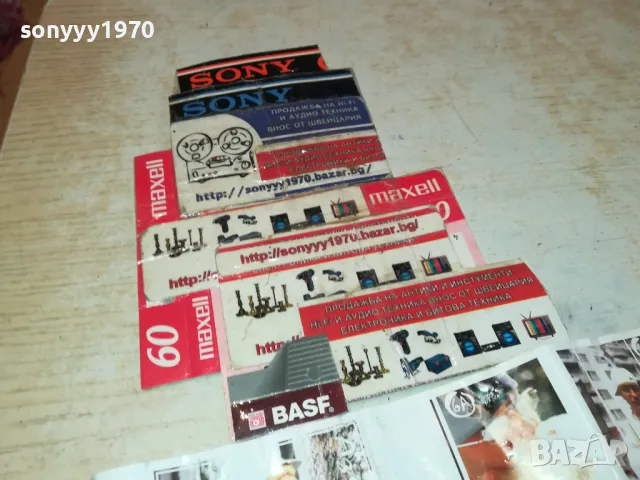 sonyyy1970
SONY
SONY
ПРОДАЖБА НА HI-FI
И АУДИО ТЕХНИКА
ВНОС ОТ ШВЕЙЦАРИЯ
http://sonyyy1970.bazar.bg/
maxell
maxell
http://sonyyy1970.bazar.bg/
ПРОДАЖБА НА АНТИКИ И ИНСТУМЕНТИ
HI-FI И АУДИО ТЕХНИКА ВНОС ОТ ШВЕЙЦАРИЯ
ЕЛЕКТРОНИКА И БИТОВА ТЕХНИКА
60
maxell
BASF
6A
BAZAR